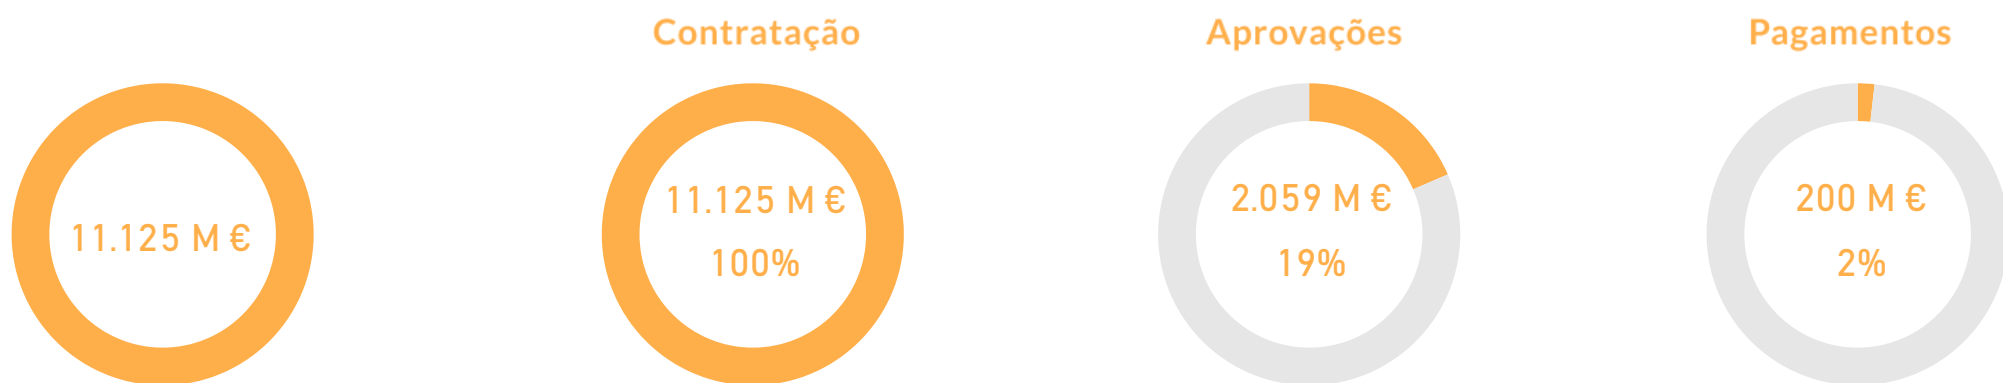 Contratação
Aprovações
Pagamentos
11.125 M €
11.125 M €
100%
2.059 M €
19%
200 M €
2%